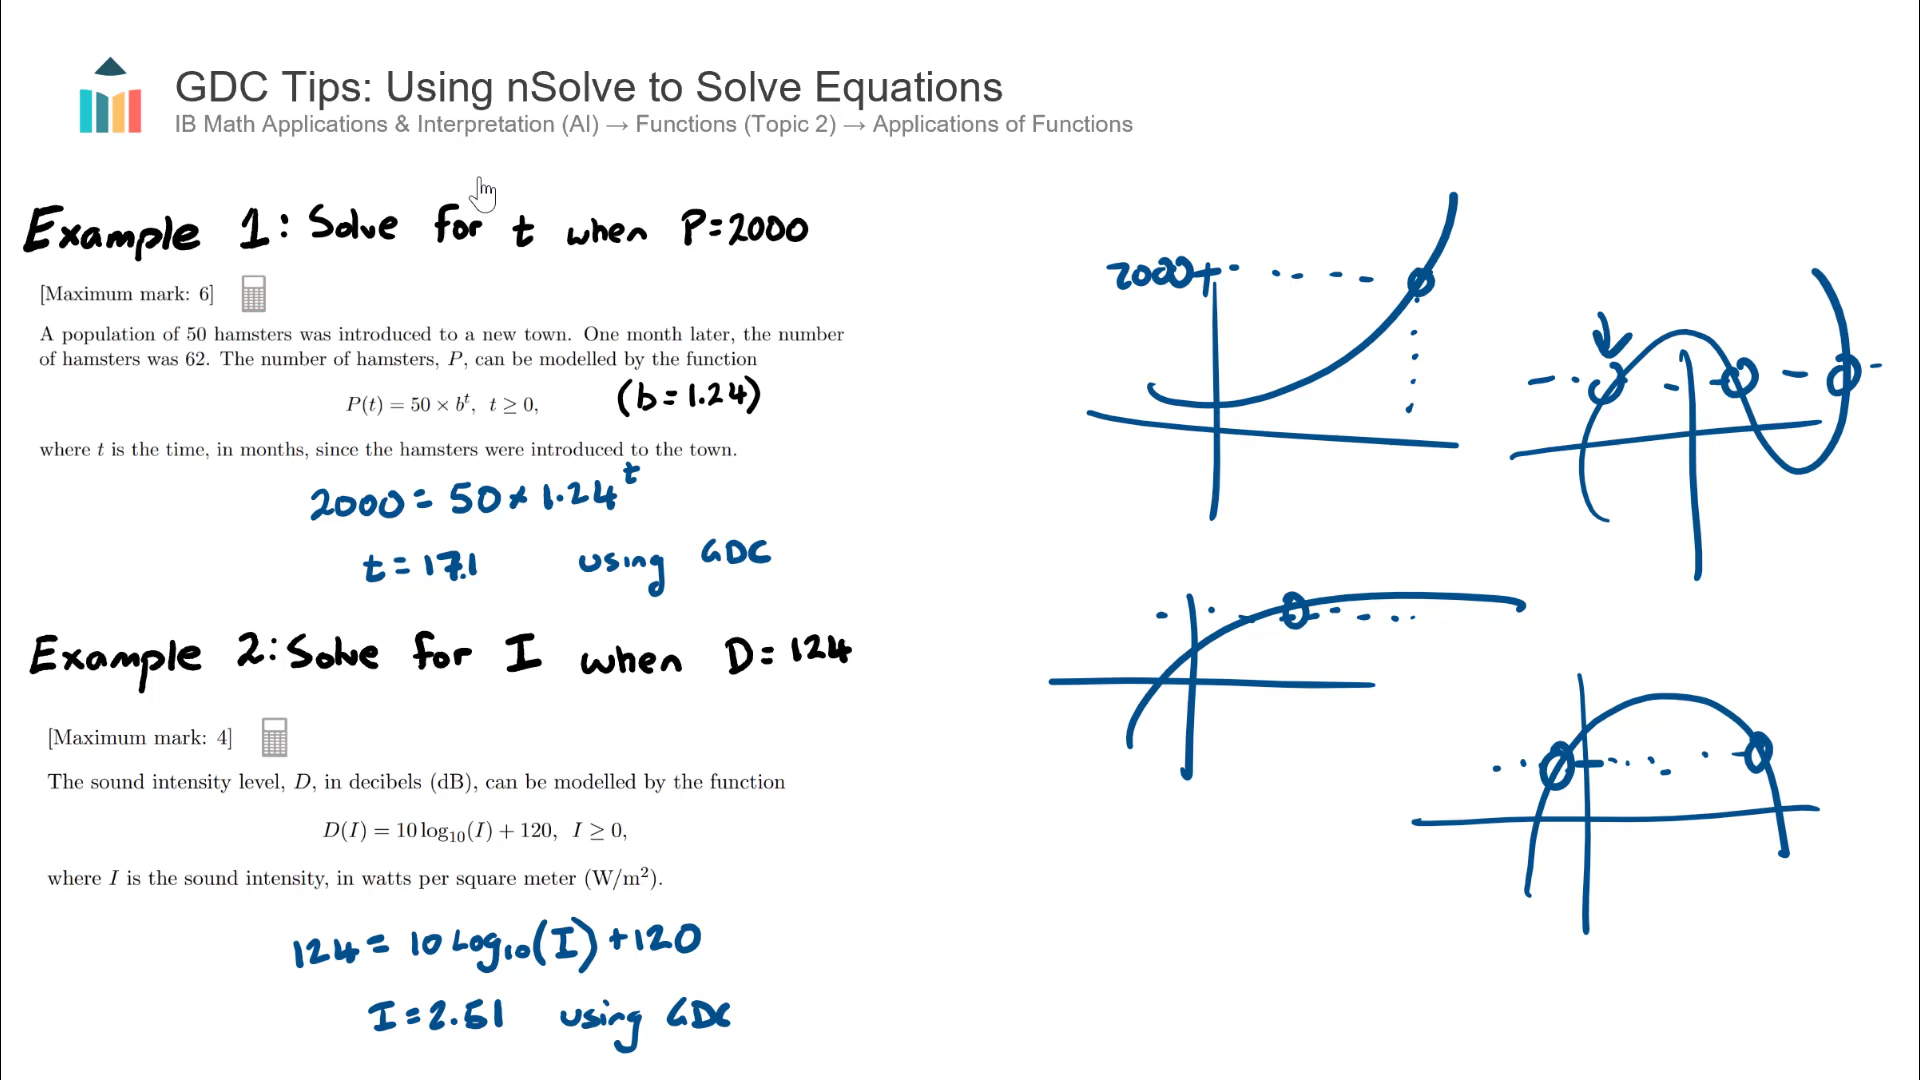 GDC Tips: Using nSolve to Solve Equations
IB Math Applications & Interpretation (AI) → Functions (Topic 2) → Applications of Functions
Example 1: Solve for t when P=2000
[Maximum mark: 6]
A population of 50 hamsters was introduced to a new town. One month later, the number
of hamsters was 62. The number of hamsters, P, can be modelled by the function
P(t) = 50 × b^t, t ≥ 0,
(b=1.24)
where t is the time, in months, since the hamsters were introduced to the town.
2000 = 50 × 1.24^t
t = 17.1 using GDC
Example 2: Solve for I when D=124
[Maximum mark: 4]
The sound intensity level, D, in decibels (dB), can be modelled by the function
D(I) = 10 log₁₀(I) + 120, I ≥ 0,
where I is the sound intensity, in watts per square meter (W/m²).
124 = 10 Log₁₀(I) + 120
I = 2.51 using GDC
2000